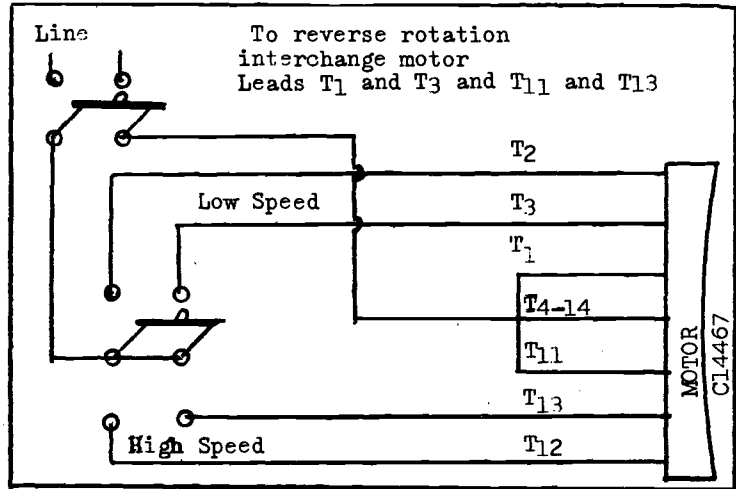 Line
To reverse rotation
interchange motor
Leads T1 and T3 and T11 and T13
T2
Low Speed
T3
T1
T4-14
T11
MOTOR
C14467
T13
High Speed
T12